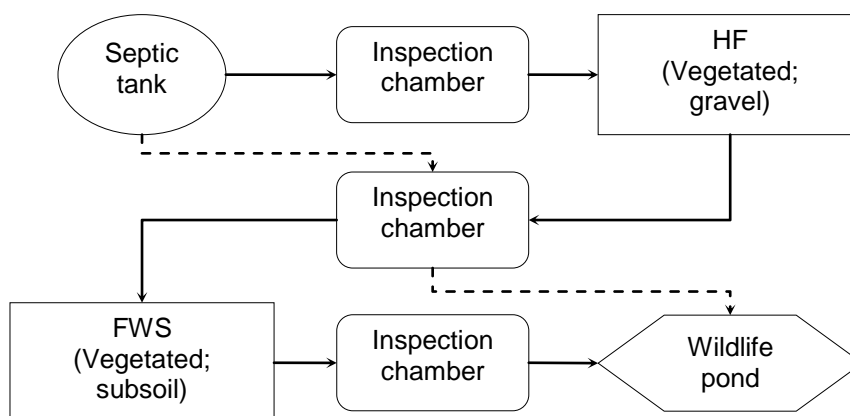 Septic
tank
Inspection
chamber
HF
(Vegetated;
gravel)
Inspection
chamber
FWS
(Vegetated;
subsoil)
Inspection
chamber
Wildlife
pond